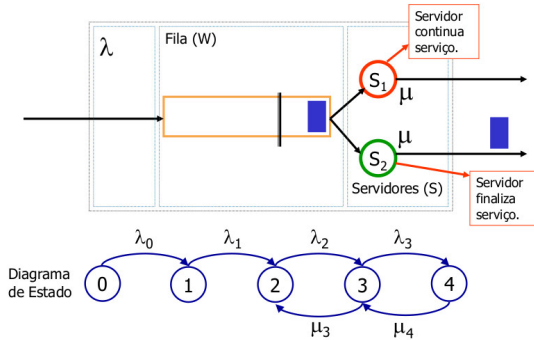 Servidor
continua
serviço.
λ
Fila (W)
S1
μ
μ
S2
Servidores (S)
Servidor
finaliza
serviço.
λ0
λ1
λ2
λ3
Diagrama
de Estado
0
1
2
3
4
μ3
μ4